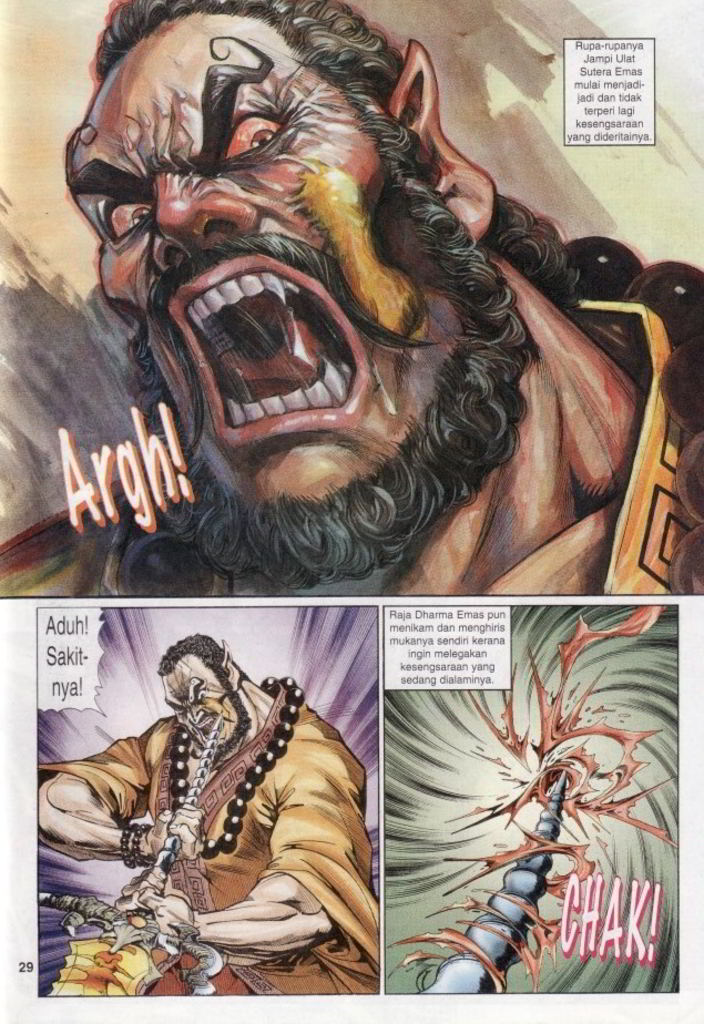 Rupa-rupanya
Jampi Ulat
Sutera Emas
mulai menjadi-
jadi dan tidak
terperi lagi
kesengsaraan
yang dideritainya.
Argh!
Aduh!
Sakit-
nya!
Raja Dharma Emas pun
menikam dan menghiris
mukanya sendiri kerana
ingin melegakan
kesengsaraan yang
sedang dialaminya.
CHAK!
29